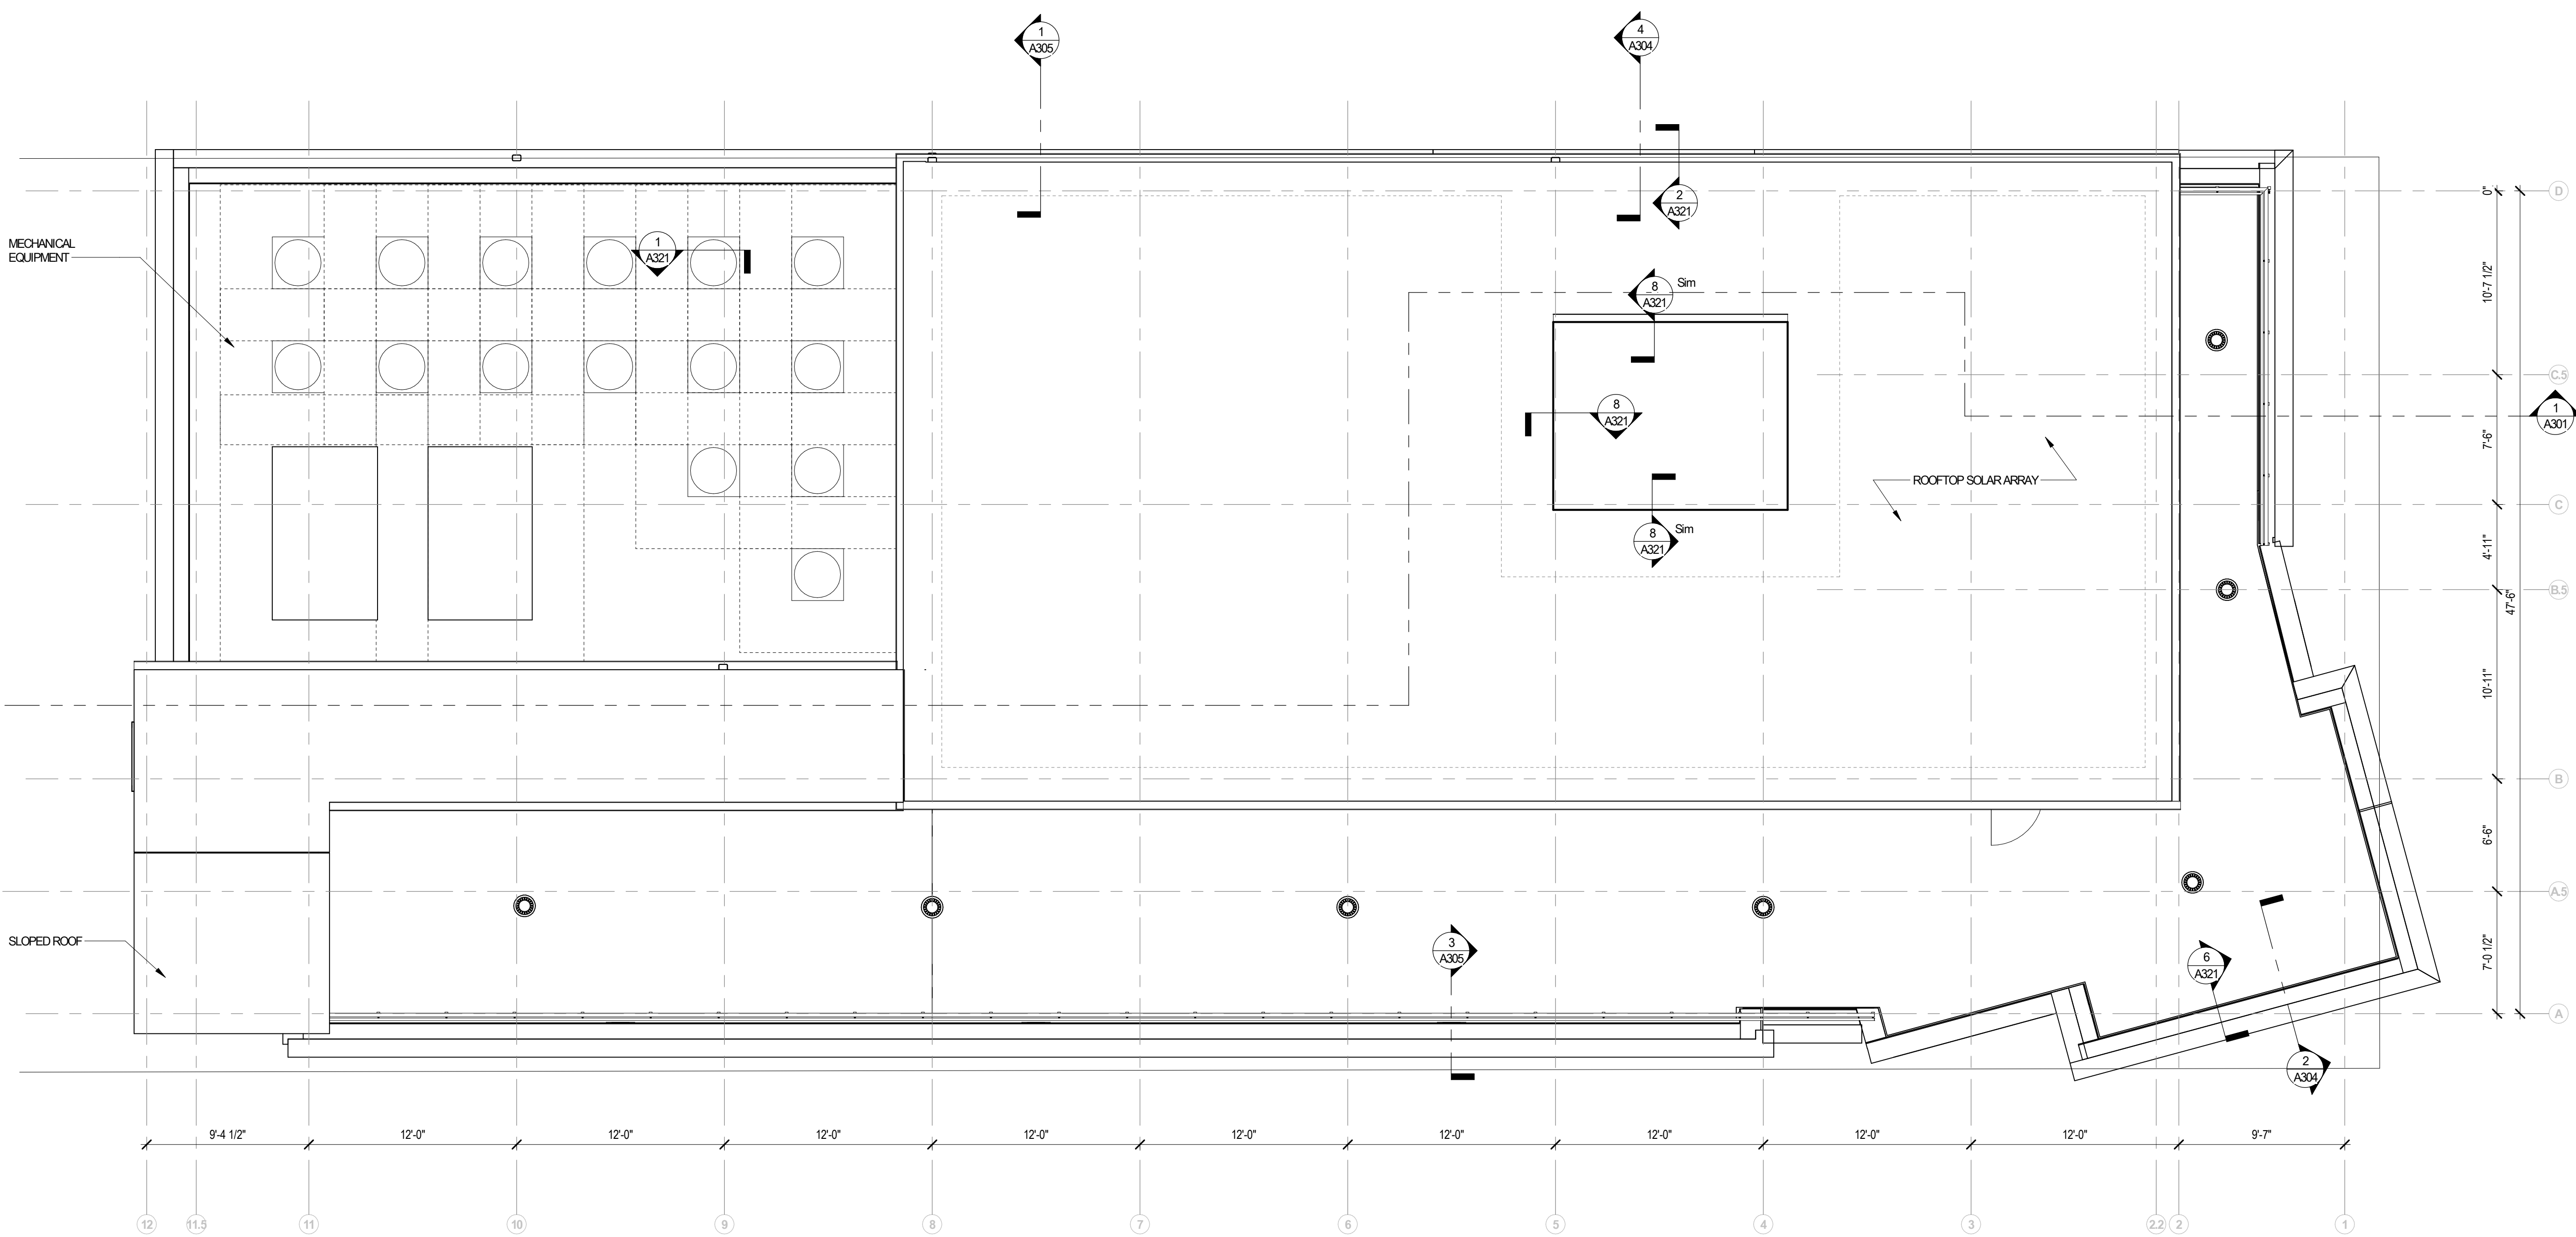 1
A305
4
A304
2
A321
D
0"
MECHANICAL
EQUIPMENT
1
A321
8
A321
Sim
10'-7 1/2"
C.5
8
A321
1
A301
7'-6"
ROOFTOP SOLAR ARRAY
C
8
A321
Sim
4'-11"
B.5
47'-6"
10'-11"
B
6'-6"
A.5
SLOPED ROOF
3
A305
6
A321
7'-0 1/2"
A
2
A304
9'-4 1/2"
12'-0"
12'-0"
12'-0"
12'-0"
12'-0"
12'-0"
12'-0"
12'-0"
12'-0"
9'-7"
12
11.5
11
10
9
8
7
6
5
4
3
2.2
2
1